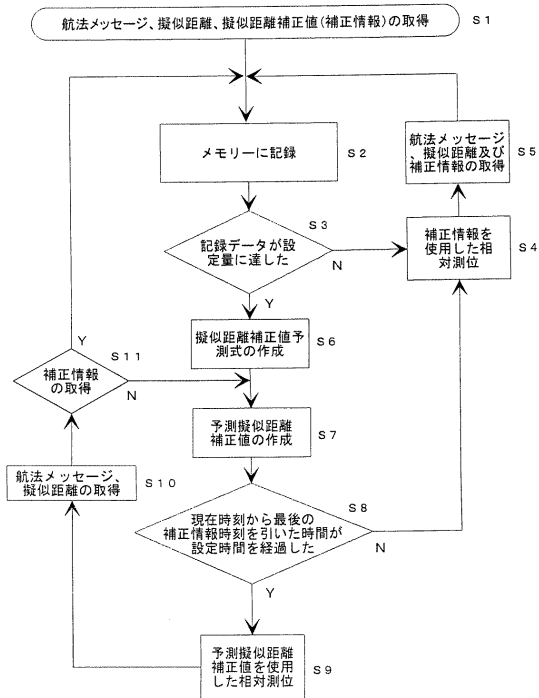 航法メッセージ、擬似距離、擬似距離補正値(補正情報)の取得
S1
メモリーに記録
S2
航法メッセージ
、擬似距離及び
補正情報の取得
S5
記録データが設
定量に達した
S3
N
Y
補正情報を
使用した相
対測位
S4
擬似距離補正値予
測式の作成
S6
Y
S11
補正情報
の取得
N
予測擬似距離
補正値の作成
S7
航法メッセージ、
擬似距離の取得
S10
現在時刻から最後の
補正情報時刻を引いた時間が
設定時間を経過した
S8
N
Y
予測擬似距離
補正値を使用
した相対測位
S9